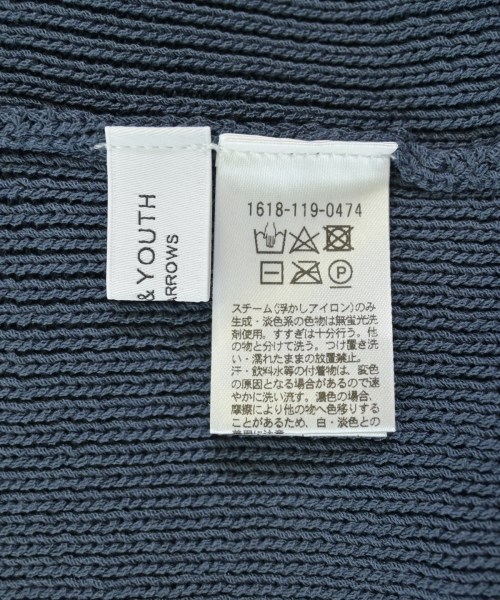 & YOUTH
ARROWS
1618-119-0474
P
スチーム(浮かしアイロン)のみ
生成・淡色系の色物は無蛍光洗
剤使用。すすぎは十分行う。他
の物と分けて洗う。つけ置き洗
い・濡れたままの放置禁止。
汗・飲料水等の付着物は、変色
の原因となる場合があるので速
やかに洗い流す。濃色の場合、
摩擦により他の物へ色移りする
ことがあるため、白・淡色との
着用に注意